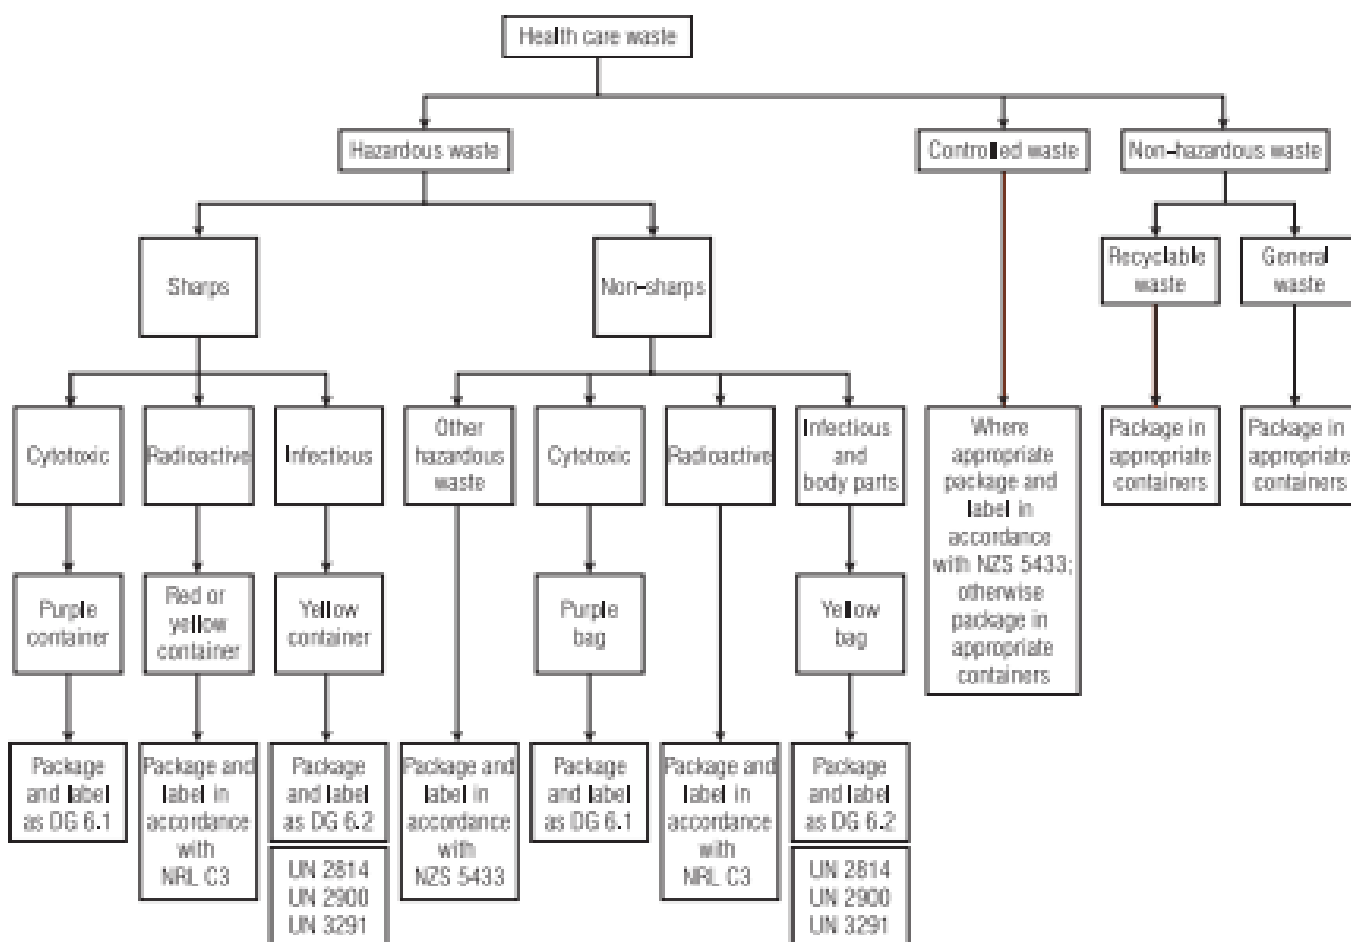 Health care waste
Hazardous waste
Controlled waste
Non-hazardous waste
Sharps
Non-sharps
Recyclable
waste
General
waste
Cytotoxic
Radioactive
Infectious
Other
hazardous
waste
Cytotoxic
Radioactive
Infectious
and
body parts
Where
appropriate
package and
label in
accordance
with NZS 5433;
otherwise
package in
appropriate
containers
Package in
appropriate
containers
Package in
appropriate
containers
Purple
container
Red or
yellow
container
Yellow
container
Purple
bag
Yellow
bag
Package
and label
as DG 6.1
Package and
label in
accordance
with
NRL C3
Package
and label
as DG 6.2
UN 2814
UN 2900
UN 3291
Package and
label in
accordance
with
NZS 5433
Package
and label
as DG 6.1
Package and
label in
accordance
with
NRL C3
Package
and label
as DG 6.2
UN 2814
UN 2900
UN 3291